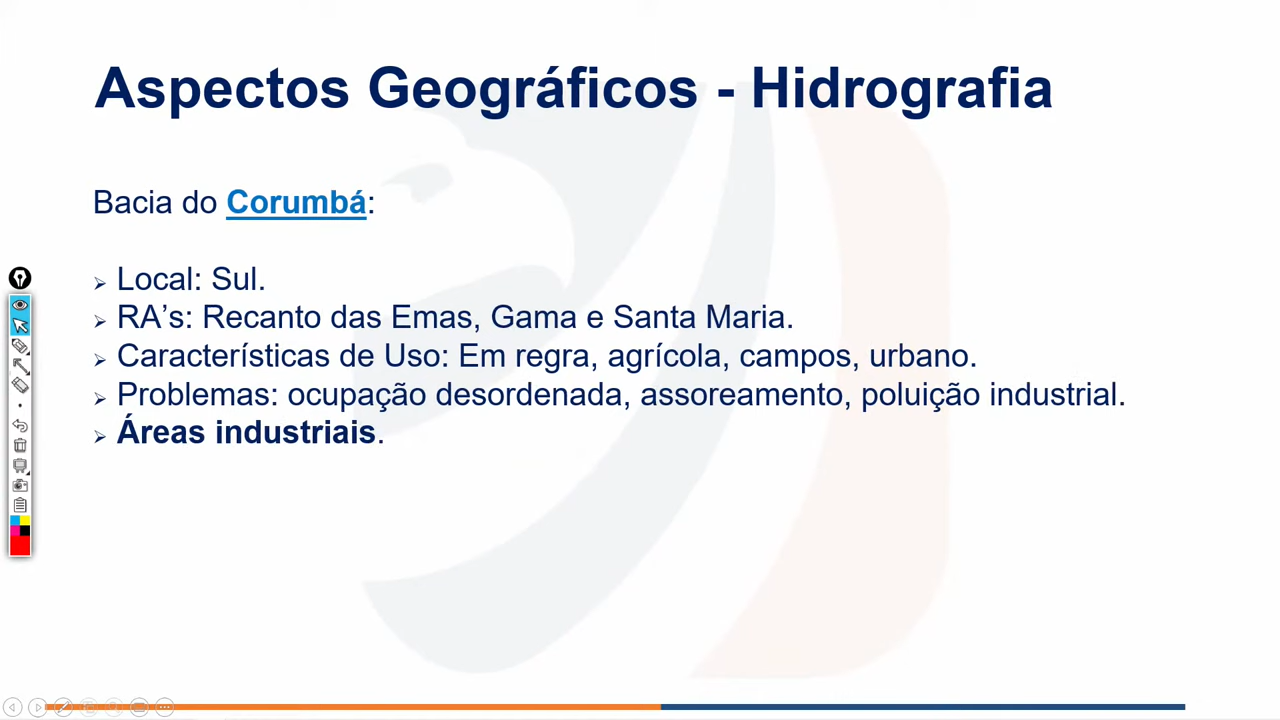 Aspectos Geográficos - Hidrografia
Bacia do Corumbá:
Local: Sul.
RA’s: Recanto das Emas, Gama e Santa Maria.
Características de Uso: Em regra, agrícola, campos, urbano.
Problemas: ocupação desordenada, assoreamento, poluição industrial.
Áreas industriais.